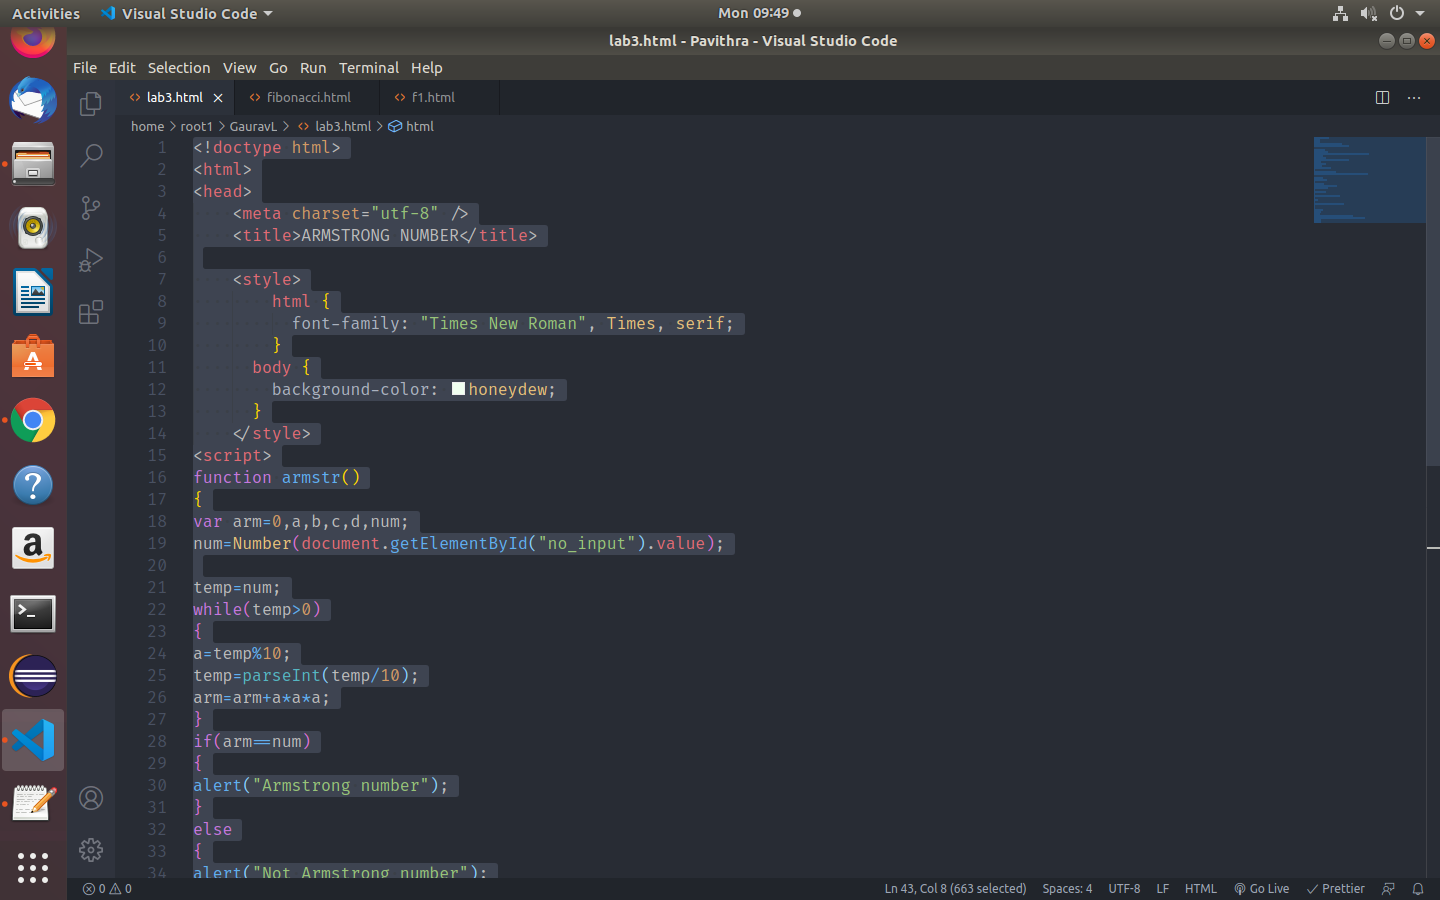 Activities Visual Studio Code Mon 09:49
lab3.html - Pavithra - Visual Studio Code
File Edit Selection View Go Run Terminal Help
lab3.html fibonacci.html f1.html
home > root1 > GauravL > lab3.html > html
1 <!doctype html>
2 <html>
3 <head>
4 <meta charset="utf-8" />
5 <title>ARMSTRONG NUMBER</title>
6
7 <style>
8 html {
9 font-family: "Times New Roman", Times, serif;
10 }
11 body {
12 background-color: honeydew;
13 }
14 </style>
15 <script>
16 function armstr()
17 {
18 var arm=0,a,b,c,d,num;
19 num=Number(document.getElementById("no_input").value);
20
21 temp=num;
22 while(temp>0)
23 {
24 a=temp%10;
25 temp=parseInt(temp/10);
26 arm=arm+a*a*a;
27 }
28 if(arm==num)
29 {
30 alert("Armstrong number");
31 }
32 else
33 {
34 alert("Not Armstrong number");
0 0 Ln 43, Col 8 (663 selected) Spaces: 4 UTF-8 LF HTML Go Live Prettier